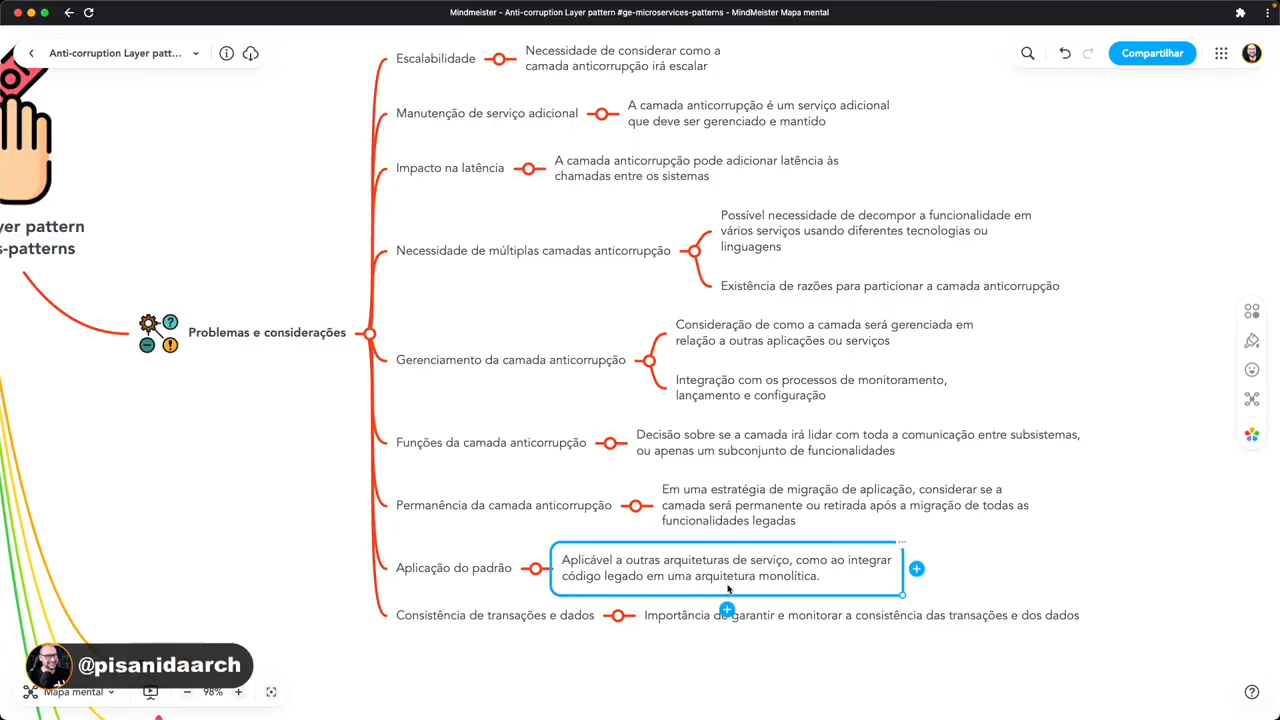 Mindmeister - Anti-corruption Layer pattern #ge-microservices-patterns - MindMeister Mapa mental
Anti-corruption Layer patt...
Compartilhar
Escalabilidade
Necessidade de considerar como a
camada anticorrupção irá escalar
Manutenção de serviço adicional
A camada anticorrupção é um serviço adicional
que deve ser gerenciado e mantido
Impacto na latência
A camada anticorrupção pode adicionar latência às
chamadas entre os sistemas
yer pattern
s-patterns
Necessidade de múltiplas camadas anticorrupção
Possível necessidade de decompor a funcionalidade em
vários serviços usando diferentes tecnologias ou
linguagens
Existência de razões para particionar a camada anticorrupção
Problemas e considerações
Gerenciamento da camada anticorrupção
Consideração de como a camada será gerenciada em
relação a outras aplicações ou serviços
Integração com os processos de monitoramento,
lançamento e configuração
Funções da camada anticorrupção
Decisão sobre se a camada irá lidar com toda a comunicação entre subsistemas,
ou apenas um subconjunto de funcionalidades
Permanência da camada anticorrupção
Em uma estratégia de migração de aplicação, considerar se a
camada será permanente ou retirada após a migração de todas as
funcionalidades legadas
Aplicação do padrão
Aplicável a outras arquiteturas de serviço, como ao integrar
código legado em uma arquitetura monolítica.
Consistência de transações e dados
Importância de garantir e monitorar a consistência das transações e dos dados
@pisanidaarch
Mapa mental
98%